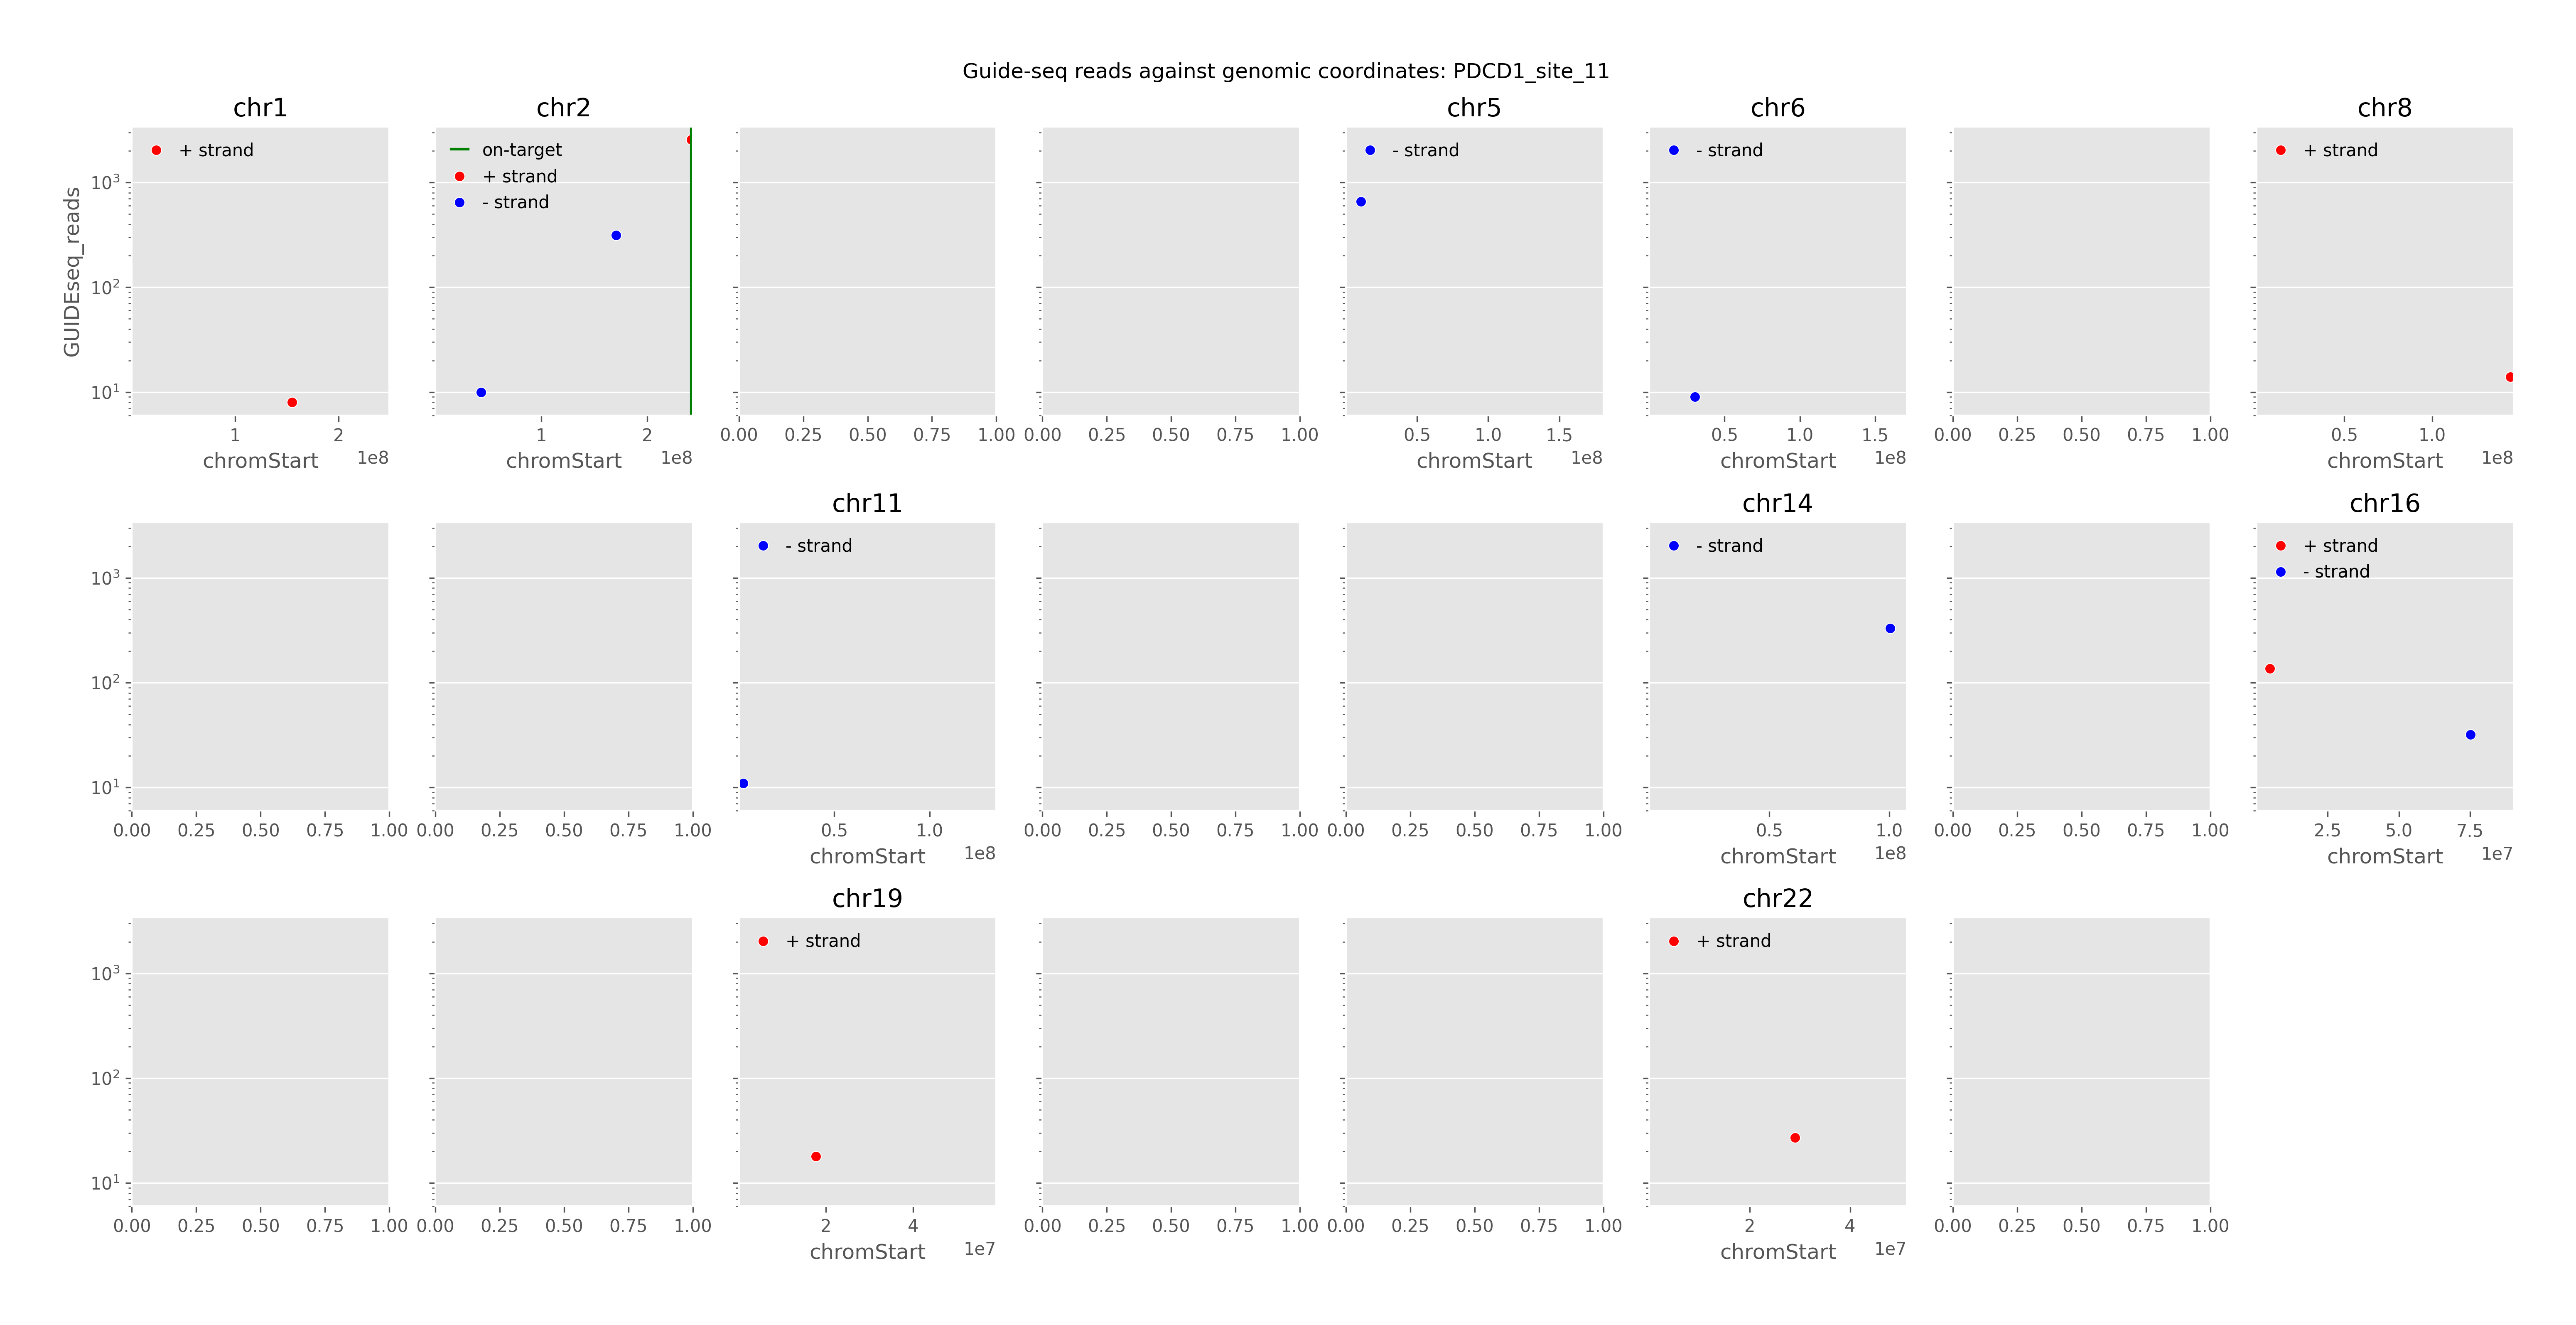 Guide-seq reads against genomic coordinates: PDCD1_site_11
chr1
chr2
chr5
chr6
chr8
+ strand
on-target
+ strand
- strand
- strand
- strand
+ strand
GUIDEseq_reads
10³
10²
10¹
1 2
1 2
0.00 0.25 0.50 0.75 1.00
0.00 0.25 0.50 0.75 1.00
0.5 1.0 1.5
0.5 1.0 1.5
0.00 0.25 0.50 0.75 1.00
0.5 1.0
chromStart 1e8
chromStart 1e8
chromStart 1e8
chromStart 1e8
chromStart 1e8
chr11
chr14
chr16
- strand
- strand
+ strand
- strand
10³
10²
10¹
0.00 0.25 0.50 0.75 1.00
0.00 0.25 0.50 0.75 1.00
0.5 1.0
0.00 0.25 0.50 0.75 1.00
0.00 0.25 0.50 0.75 1.00
0.5 1.0
0.00 0.25 0.50 0.75 1.00
2.5 5.0 7.5
chromStart 1e8
chromStart 1e8
chromStart 1e7
chr19
chr22
+ strand
+ strand
10³
10²
10¹
0.00 0.25 0.50 0.75 1.00
0.00 0.25 0.50 0.75 1.00
2 4
0.00 0.25 0.50 0.75 1.00
0.00 0.25 0.50 0.75 1.00
2 4
0.00 0.25 0.50 0.75 1.00
chromStart 1e7
chromStart 1e7